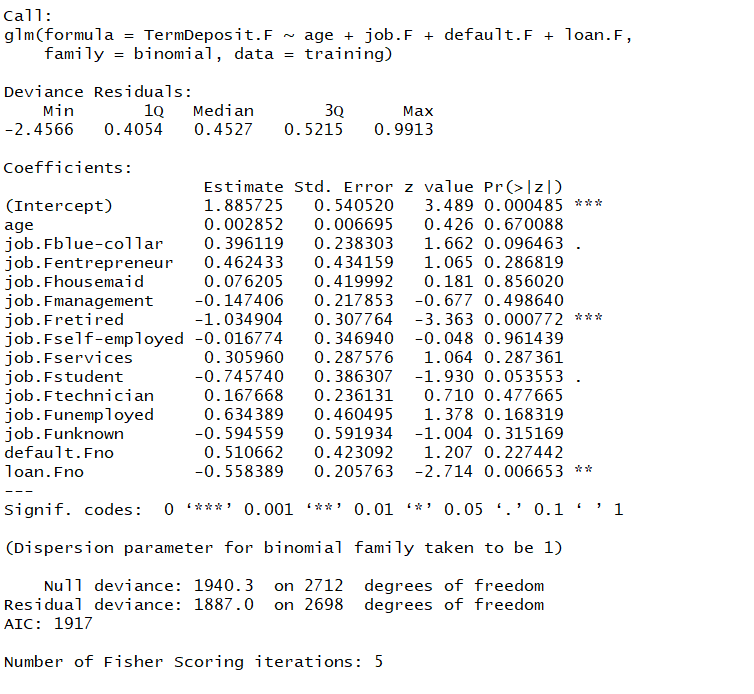 Call:
glm(formula = TermDeposit.F ~ age + job.F + default.F + loan.F,
    family = binomial, data = training)
Deviance Residuals:
    Min       1Q   Median       3Q      Max
-2.4566   0.4054   0.4527   0.5215   0.9913
Coefficients:
                    Estimate Std. Error z value Pr(>|z|)
(Intercept)         1.885725   0.540520   3.489 0.000485 ***
age                 0.002852   0.006695   0.426 0.670088
job.Fblue-collar    0.396119   0.238303   1.662 0.096463 .
job.Fentrepreneur   0.462433   0.434159   1.065 0.286819
job.Fhousemaid      0.076205   0.419992   0.181 0.856020
job.Fmanagement    -0.147406   0.217853  -0.677 0.498640
job.Fretired       -1.034904   0.307764  -3.363 0.000772 ***
job.Fself-employed -0.016774   0.346940  -0.048 0.961439
job.Fservices       0.305960   0.287576   1.064 0.287361
job.Fstudent       -0.745740   0.386307  -1.930 0.053553 .
job.Ftechnician     0.167668   0.236131   0.710 0.477665
job.Funemployed     0.634389   0.460495   1.378 0.168319
job.Funknown       -0.594559   0.591934  -1.004 0.315169
default.Fno         0.510662   0.423092   1.207 0.227442
loan.Fno           -0.558389   0.205763  -2.714 0.006653 **
---
Signif. codes:  0 ‘***’ 0.001 ‘**’ 0.01 ‘*’ 0.05 ‘.’ 0.1 ‘ ’ 1
(Dispersion parameter for binomial family taken to be 1)
    Null deviance: 1940.3  on 2712  degrees of freedom
Residual deviance: 1887.0  on 2698  degrees of freedom
AIC: 1917
Number of Fisher Scoring iterations: 5